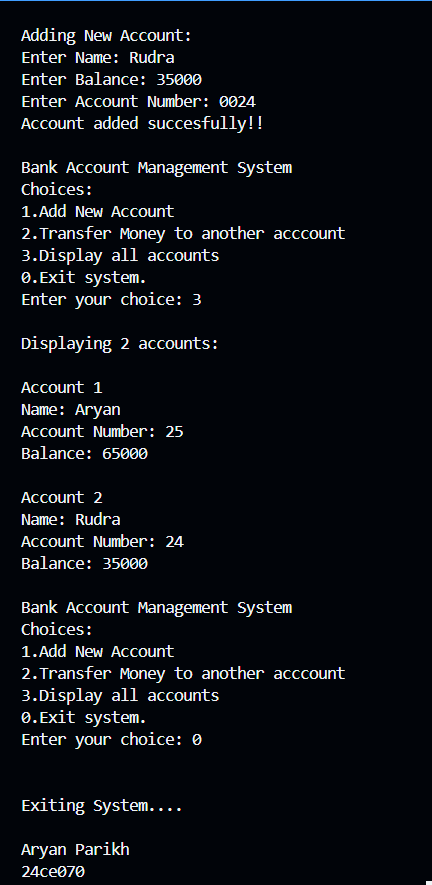 Adding New Account:
Enter Name: Rudra
Enter Balance: 35000
Enter Account Number: 0024
Account added succesfully!!
Bank Account Management System
Choices:
1.Add New Account
2.Transfer Money to another acccount
3.Display all accounts
0.Exit system.
Enter your choice: 3
Displaying 2 accounts:
Account 1
Name: Aryan
Account Number: 25
Balance: 65000
Account 2
Name: Rudra
Account Number: 24
Balance: 35000
Bank Account Management System
Choices:
1.Add New Account
2.Transfer Money to another acccount
3.Display all accounts
0.Exit system.
Enter your choice: 0
Exiting System....
Aryan Parikh
24ce070